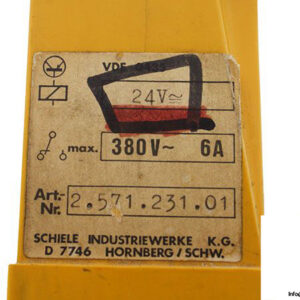 VDE
24V≃
max. 380V~ 6A
Art.-Nr. 2.571.231.01
SCHIELE INDUSTRIEWERKE K.G.
D 7746 HORNBERG/SCHW.